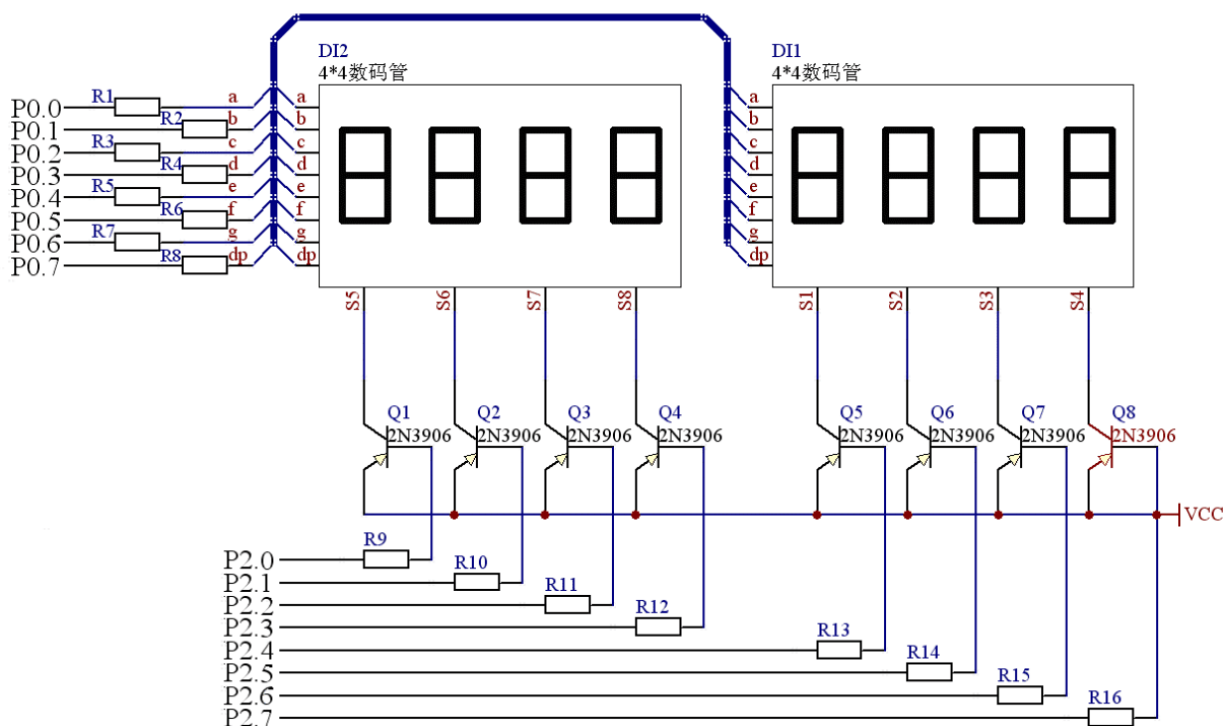 DI2
4*4数码管
DI1
4*4数码管
P0.0 R1 a a a
P0.1 R2 b b b
P0.2 R3 c c c
P0.3 R4 d d d
P0.4 R5 e e e
P0.5 R6 f f f
P0.6 R7 g g g
P0.7 R8 dp dp dp
S5 S6 S7 S8 S1 S2 S3 S4
Q1 Q2 Q3 Q4 Q5 Q6 Q7 Q8
2N3906 2N3906 2N3906 2N3906 2N3906 2N3906 2N3906 2N3906
VCC
P2.0 R9
P2.1 R10
P2.2 R11
P2.3 R12
P2.4 R13
P2.5 R14
P2.6 R15
P2.7 R16